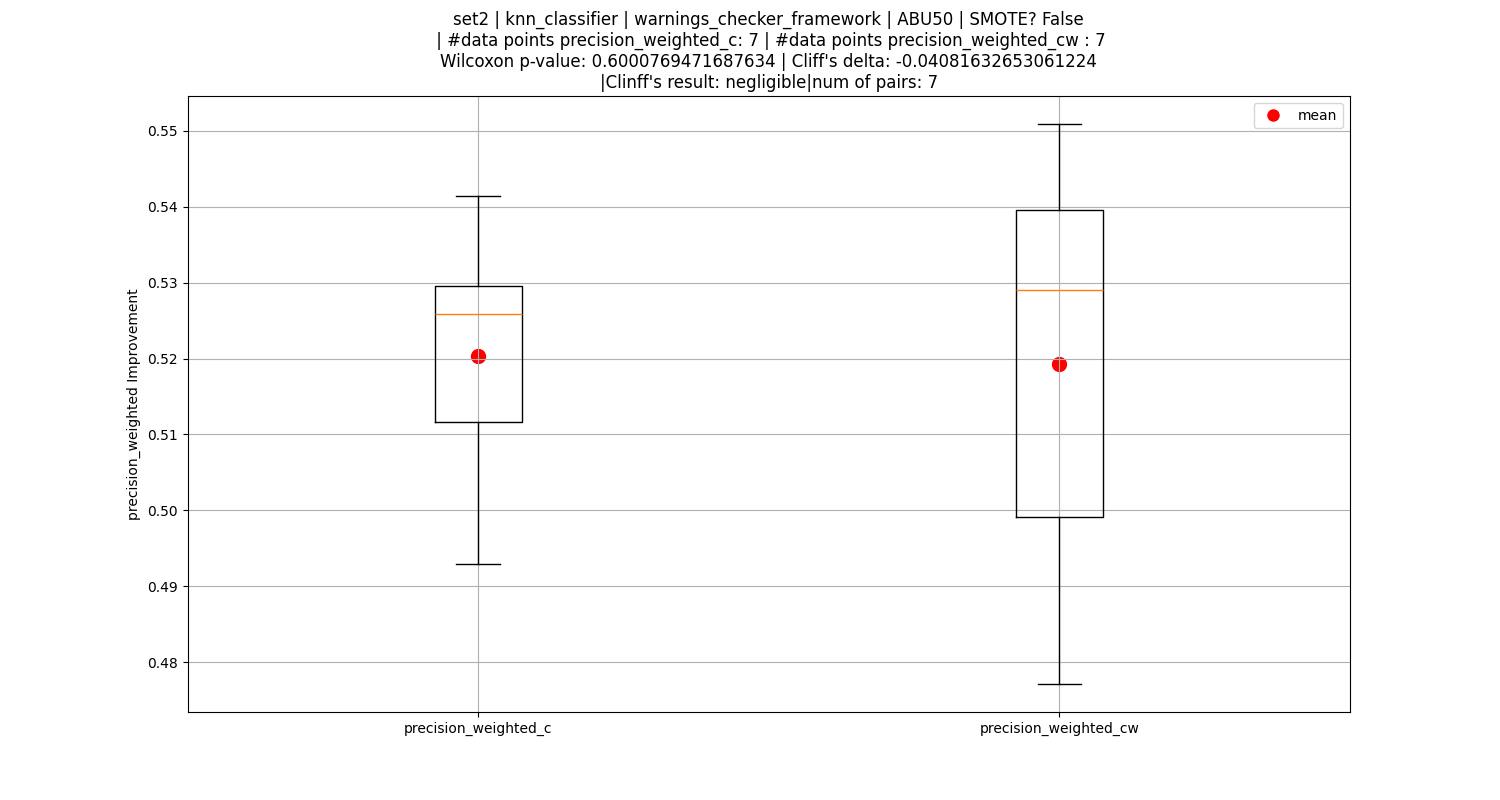 set2 | knn_classifier | warnings_checker_framework | ABU50 | SMOTE? False
| #data points precision_weighted_c: 7 | #data points precision_weighted_cw : 7
Wilcoxon p-value: 0.6000769471687634 | Cliff's delta: -0.04081632653061224
|Clinff's result: negligible|num of pairs: 7
mean
precision_weighted Improvement
0.55
0.54
0.53
0.52
0.51
0.50
0.49
0.48
precision_weighted_c
precision_weighted_cw